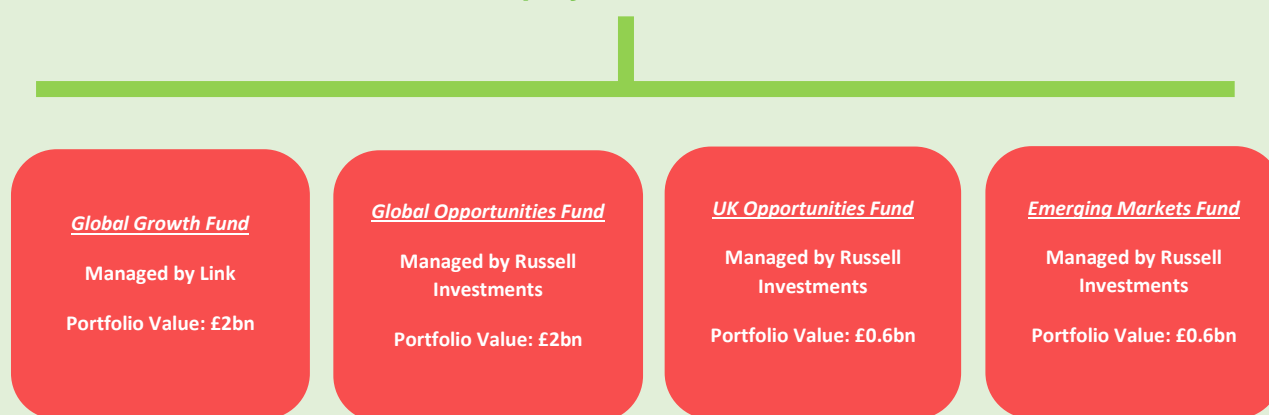 Global Growth Fund
Managed by Link
Portfolio Value: £2bn
Global Opportunities Fund
Managed by Russell
Investments
Portfolio Value: £2bn
UK Opportunities Fund
Managed by Russell
Investments
Portfolio Value: £0.6bn
Emerging Markets Fund
Managed by Russell
Investments
Portfolio Value: £0.6bn